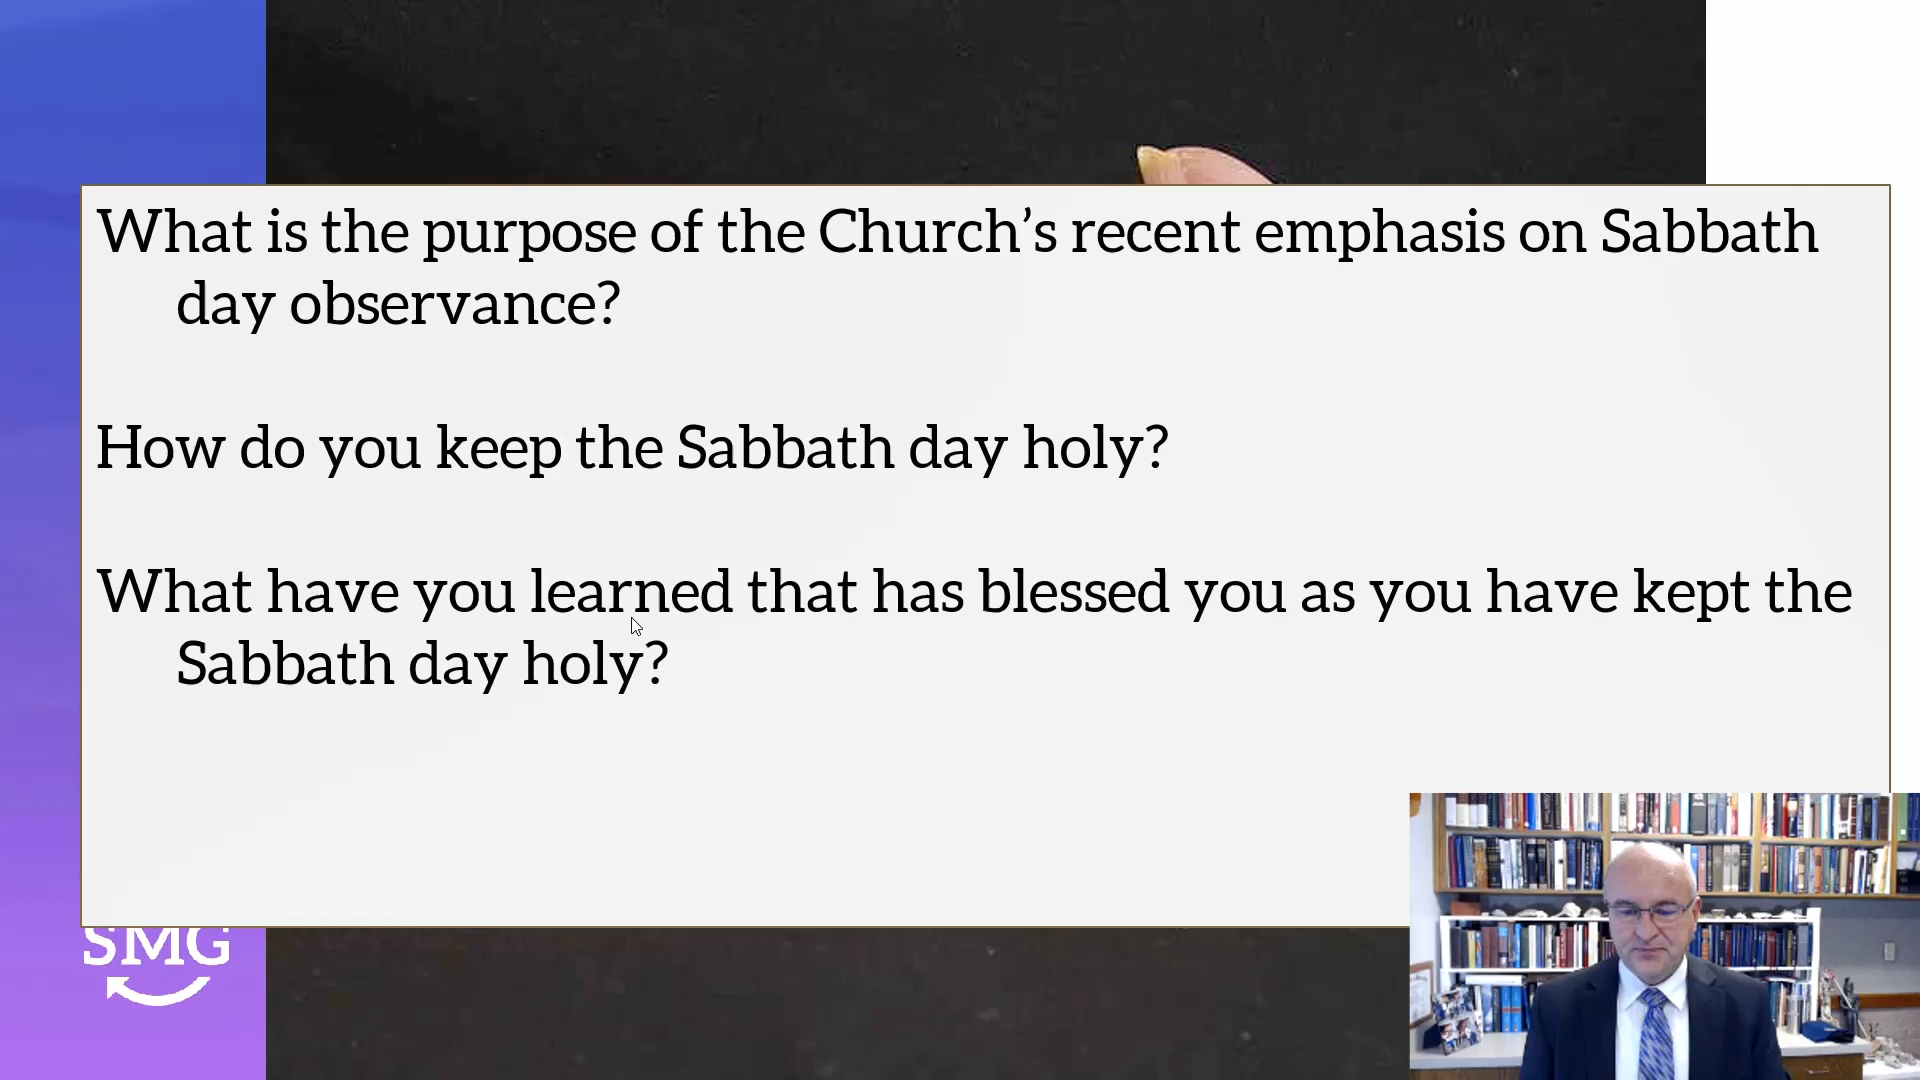 What is the purpose of the Church’s recent emphasis on Sabbath
day observance?
How do you keep the Sabbath day holy?
What have you learned that has blessed you as you have kept the
Sabbath day holy?
SMG